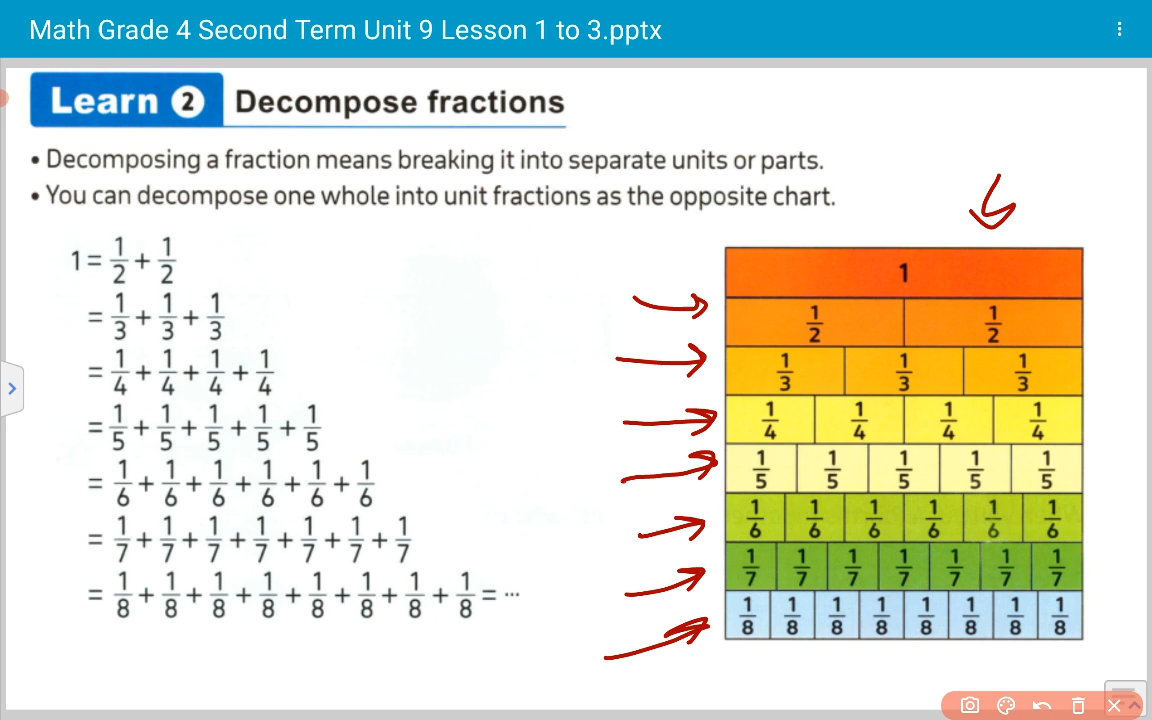 Math Grade 4 Second Term Unit 9 Lesson 1 to 3.pptx
Learn 2 Decompose fractions
• Decomposing a fraction means breaking it into separate units or parts.
• You can decompose one whole into unit fractions as the opposite chart.
1 = 1/2 + 1/2
= 1/3 + 1/3 + 1/3
= 1/4 + 1/4 + 1/4 + 1/4
= 1/5 + 1/5 + 1/5 + 1/5 + 1/5
= 1/6 + 1/6 + 1/6 + 1/6 + 1/6 + 1/6
= 1/7 + 1/7 + 1/7 + 1/7 + 1/7 + 1/7 + 1/7
= 1/8 + 1/8 + 1/8 + 1/8 + 1/8 + 1/8 + 1/8 + 1/8 = ...
1
1/2 1/2
1/3 1/3 1/3
1/4 1/4 1/4 1/4
1/5 1/5 1/5 1/5 1/5
1/6 1/6 1/6 1/6 1/6 1/6
1/7 1/7 1/7 1/7 1/7 1/7 1/7
1/8 1/8 1/8 1/8 1/8 1/8 1/8 1/8